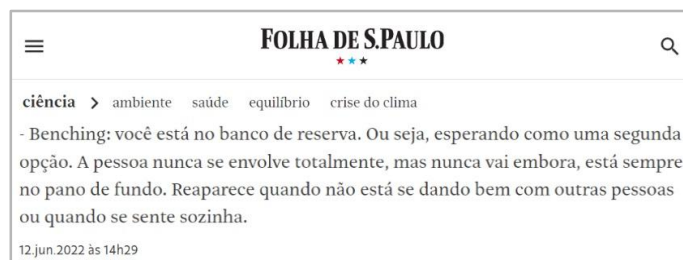 FOLHA DE S.PAULO
ciência > ambiente saúde equilíbrio crise do clima
- Benching: você está no banco de reserva. Ou seja, esperando como uma segunda
opção. A pessoa nunca se envolve totalmente, mas nunca vai embora, está sempre
no pano de fundo. Reaparece quando não está se dando bem com outras pessoas
ou quando se sente sozinha.
12.jun.2022 às 14h29